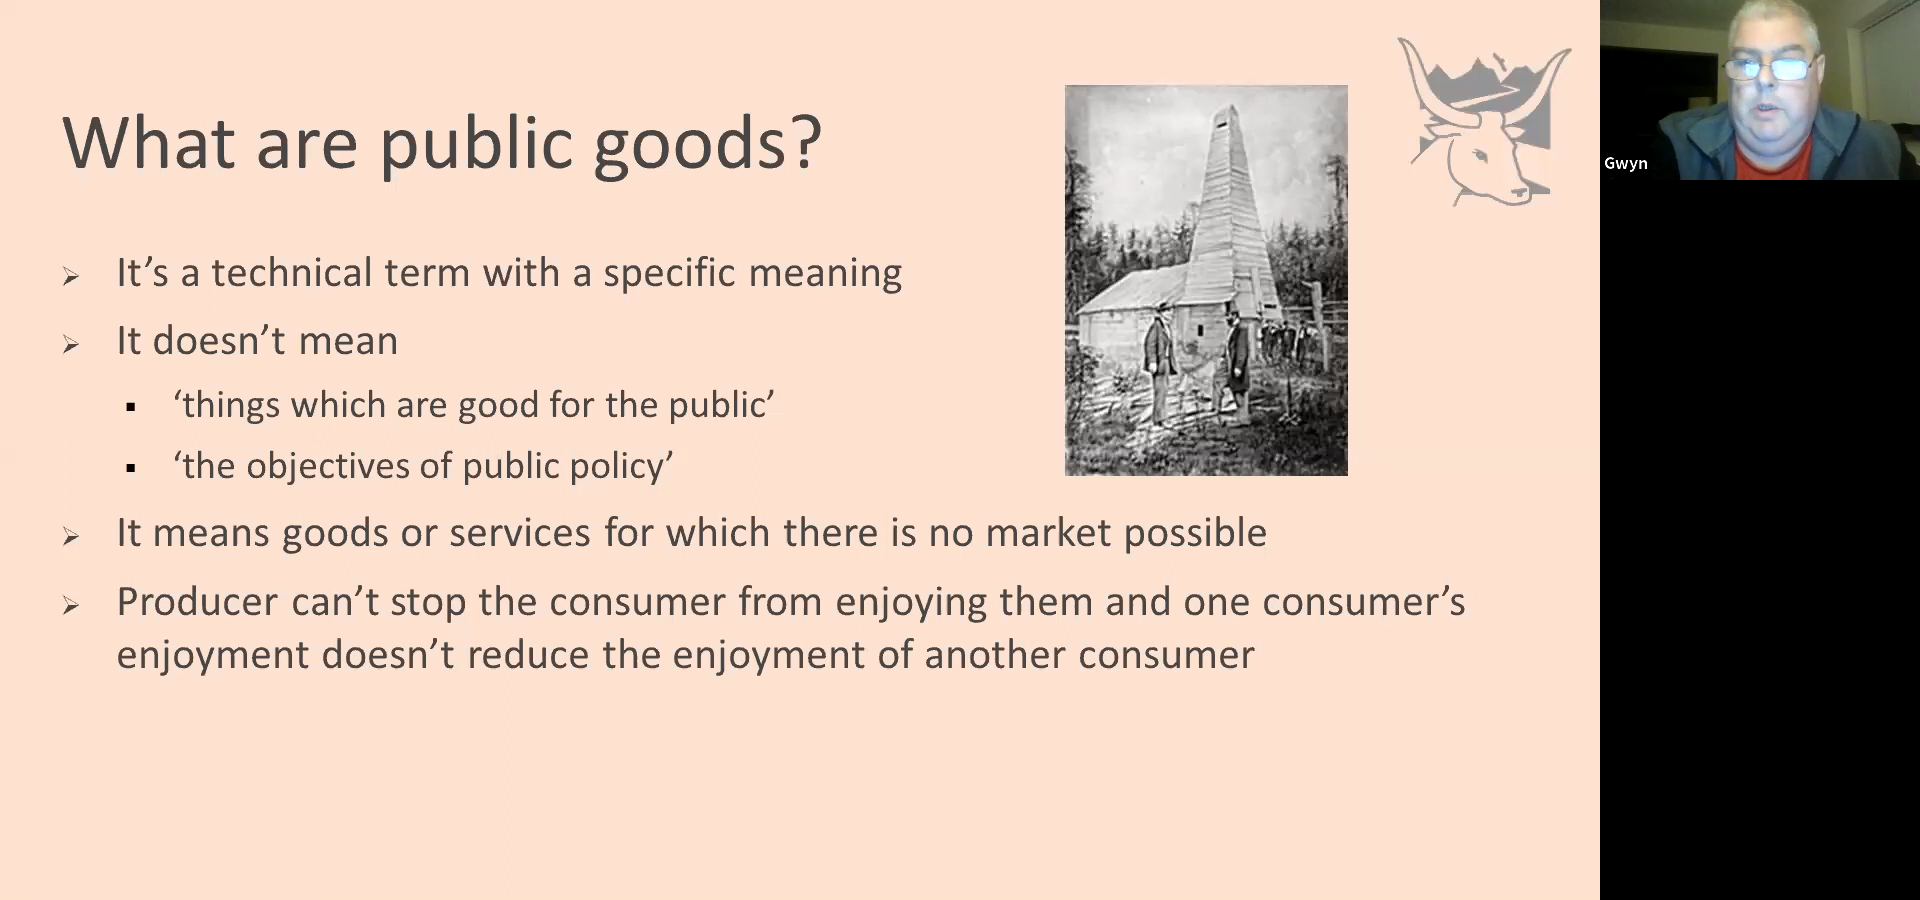 What are public goods?
It’s a technical term with a specific meaning
It doesn’t mean
‘things which are good for the public’
‘the objectives of public policy’
It means goods or services for which there is no market possible
Producer can’t stop the consumer from enjoying them and one consumer’s
enjoyment doesn’t reduce the enjoyment of another consumer
Gwyn